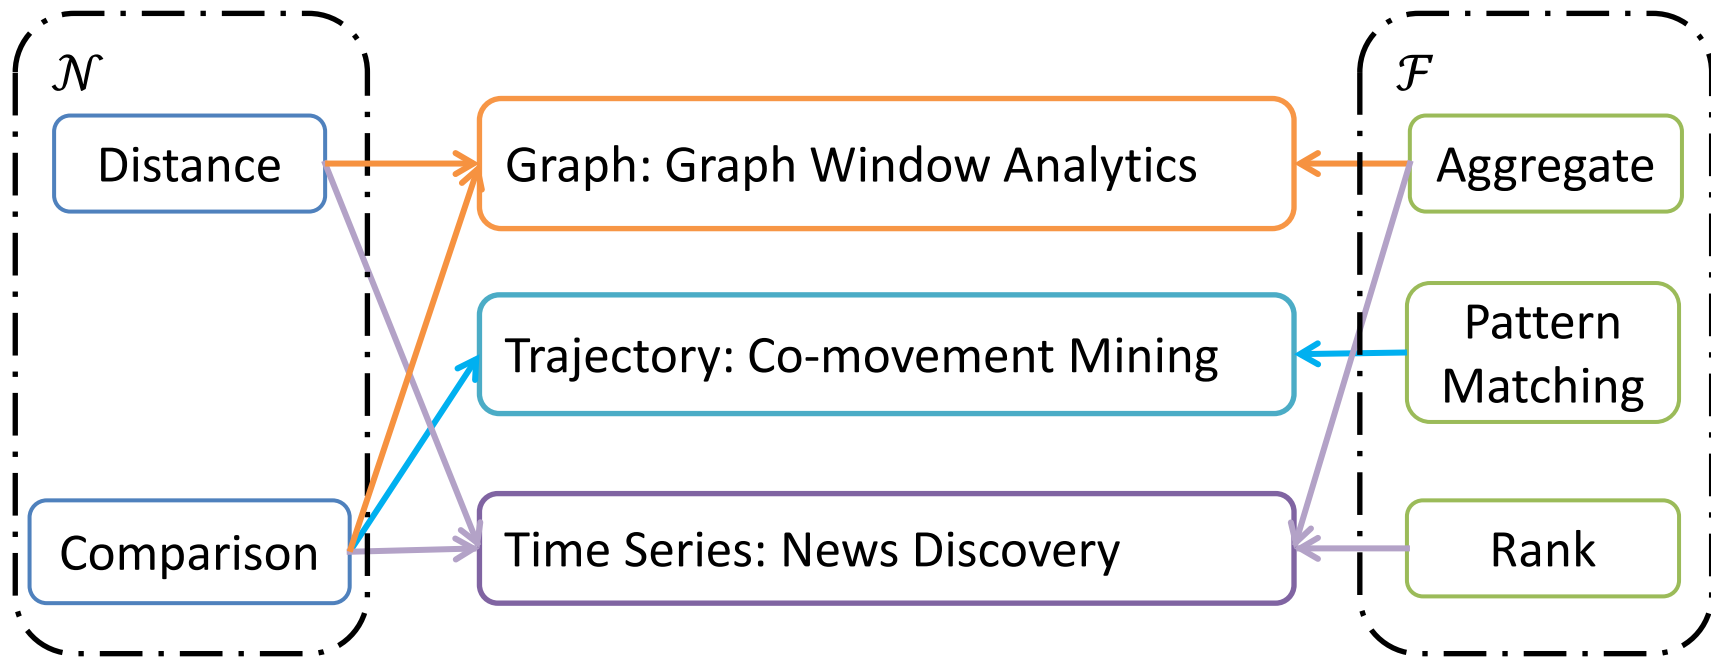 𝒩
Distance
Comparison
Graph: Graph Window Analytics
Trajectory: Co-movement Mining
Time Series: News Discovery
ℱ
Aggregate
Pattern
Matching
Rank